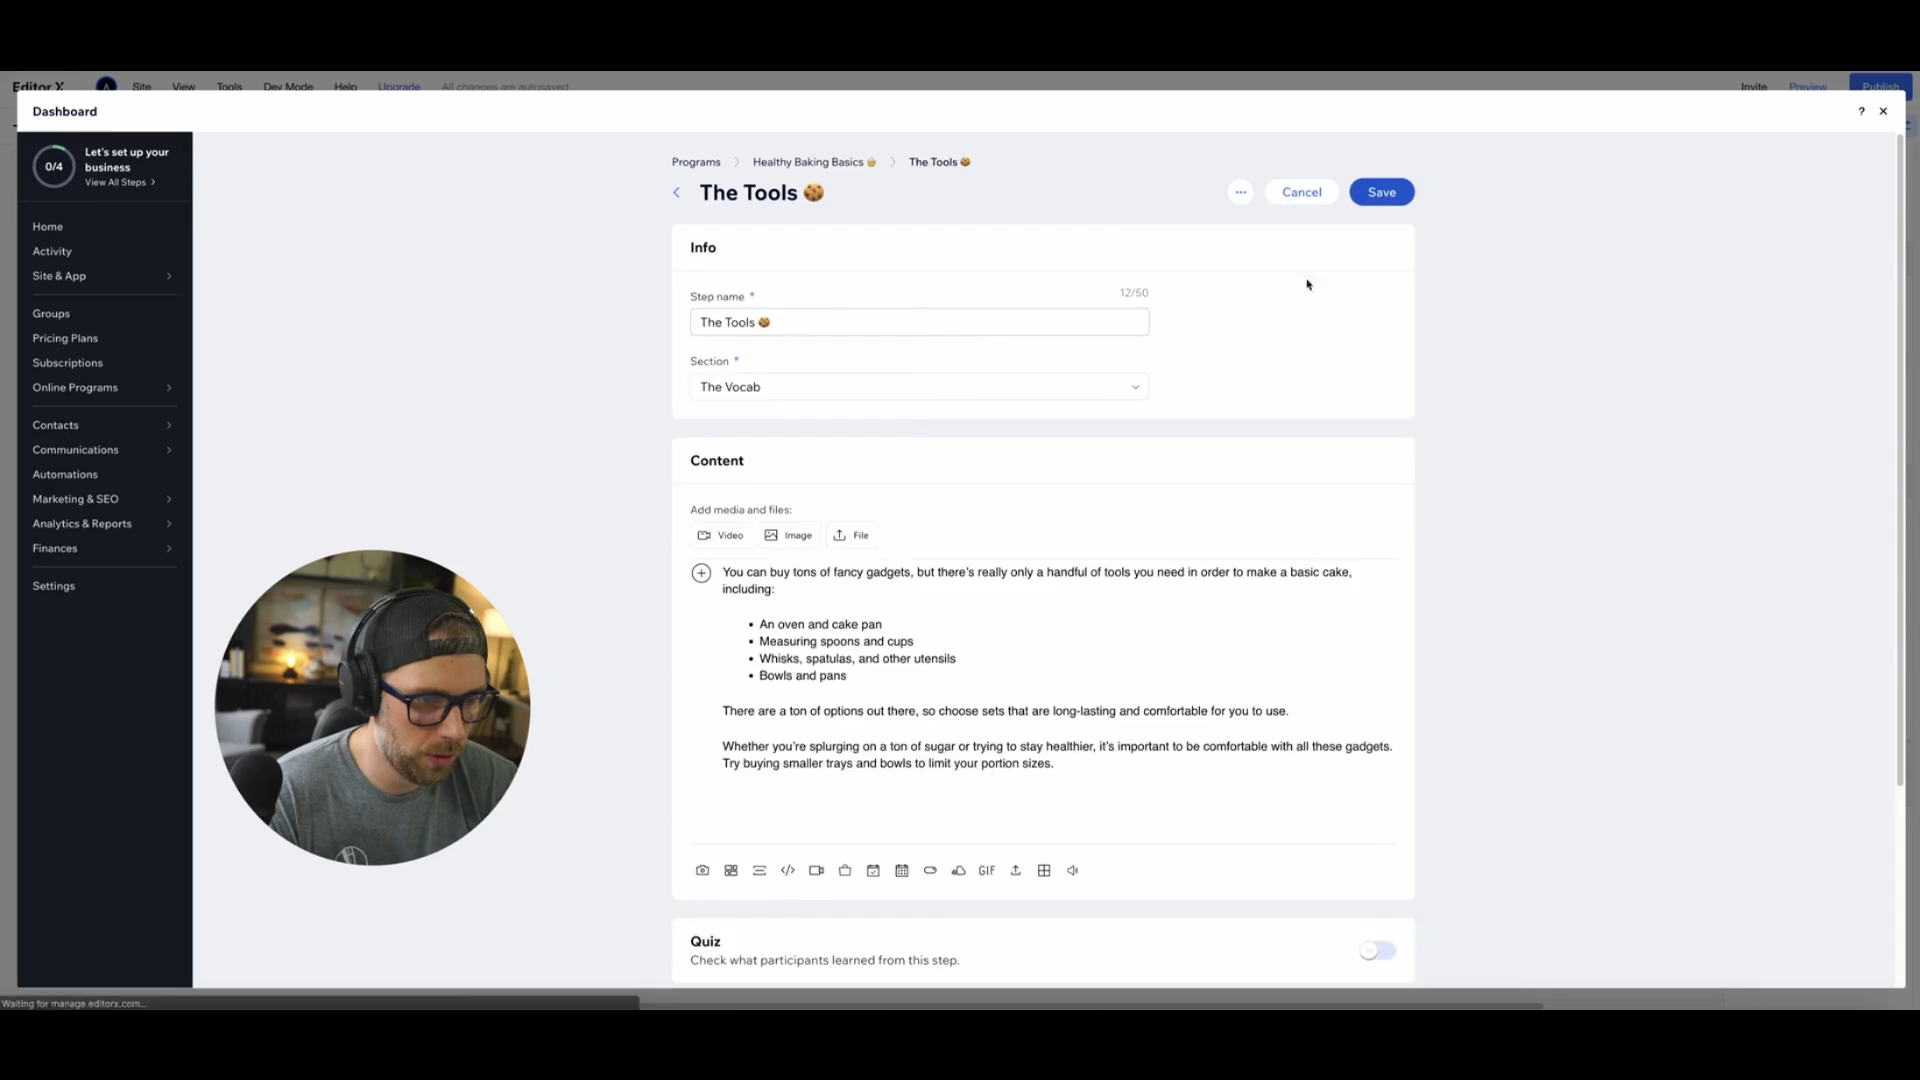 Editor X
Site
View
Tools
Dev Mode
Help
Upgrade
All changes are autosaved
Invite
Preview
Publish
Dashboard
?
0/4
Let's set up your
business
View All Steps
Home
Activity
Site & App
Groups
Pricing Plans
Subscriptions
Online Programs
Contacts
Communications
Automations
Marketing & SEO
Analytics & Reports
Finances
Settings
Programs
Healthy Baking Basics 🧁
The Tools 🍪
The Tools 🍪
Cancel
Save
Info
Step name *
12/50
The Tools 🍪
Section *
The Vocab
Content
Add media and files:
Video
Image
File
You can buy tons of fancy gadgets, but there's really only a handful of tools you need in order to make a basic cake,
including:
• An oven and cake pan
• Measuring spoons and cups
• Whisks, spatulas, and other utensils
• Bowls and pans
There are a ton of options out there, so choose sets that are long-lasting and comfortable for you to use.
Whether you're splurging on a ton of sugar or trying to stay healthier, it's important to be comfortable with all these gadgets.
Try buying smaller trays and bowls to limit your portion sizes.
GIF
Quiz
Check what participants learned from this step.
Waiting for manage.editorx.com...